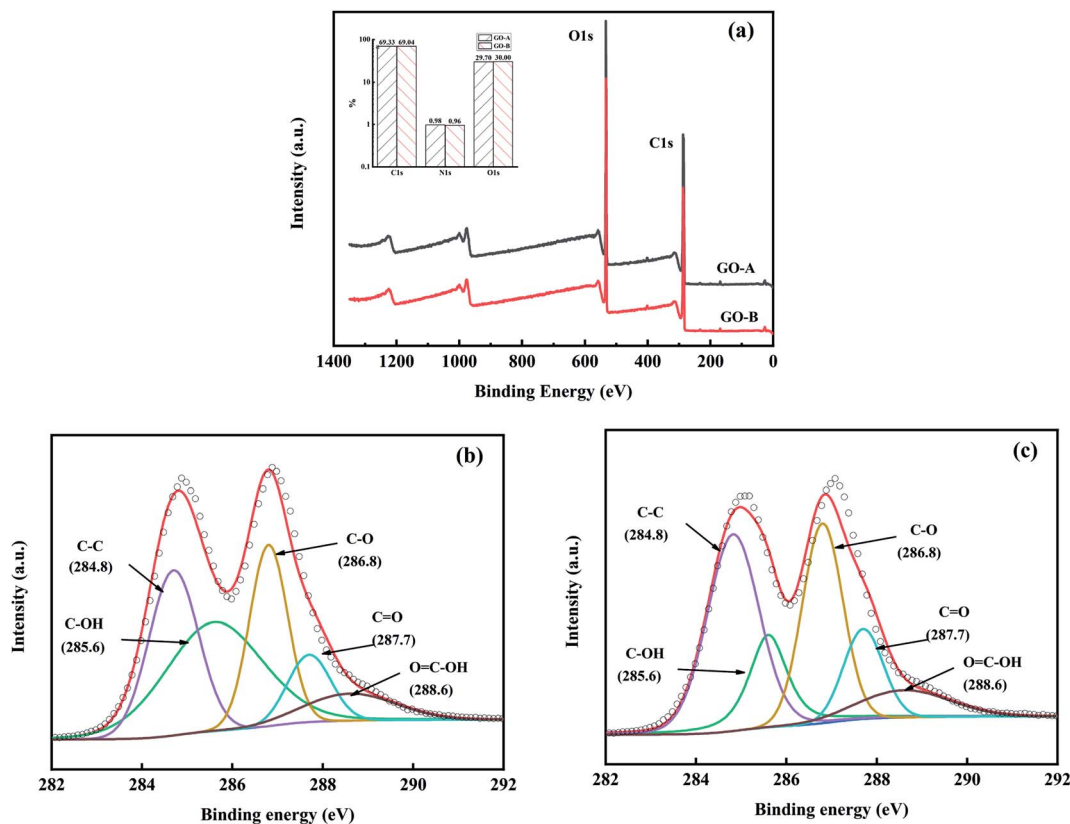 (a)
O1s
C1s
Intensity (a.u.)
GO-A
GO-B
1400 1200 1000 800 600 400 200 0
Binding Energy (eV)
100
10
1
0.1
%
69.33 69.04
0.98 0.96
29.70 30.00
C1s N1s O1s
GO-A
GO-B
(b)
C-C
(284.8)
C-OH
(285.6)
C-O
(286.8)
C=O
(287.7)
O=C-OH
(288.6)
Intensity (a.u.)
282 284 286 288 290 292
Binding energy (eV)
(c)
C-C
(284.8)
C-OH
(285.6)
C-O
(286.8)
C=O
(287.7)
O=C-OH
(288.6)
Intensity (a.u.)
282 284 286 288 290 292
Binding energy (eV)